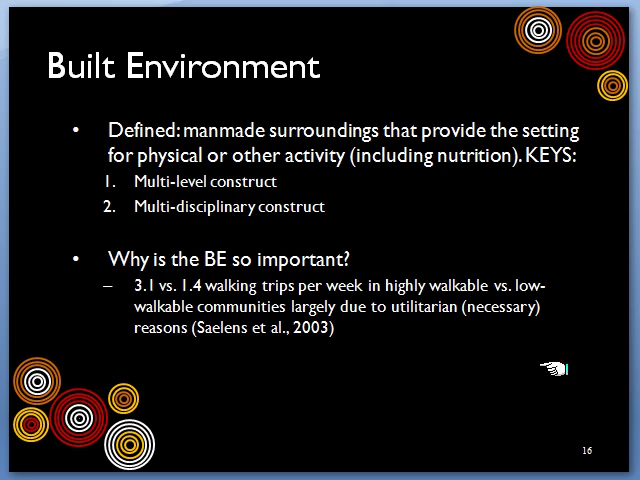 Built Environment
• Defined: manmade surroundings that provide the setting
for physical or other activity (including nutrition). KEYS:
1. Multi-level construct
2. Multi-disciplinary construct
• Why is the BE so important?
– 3.1 vs. 1.4 walking trips per week in highly walkable vs. low-
walkable communities largely due to utilitarian (necessary)
reasons (Saelens et al., 2003)
16